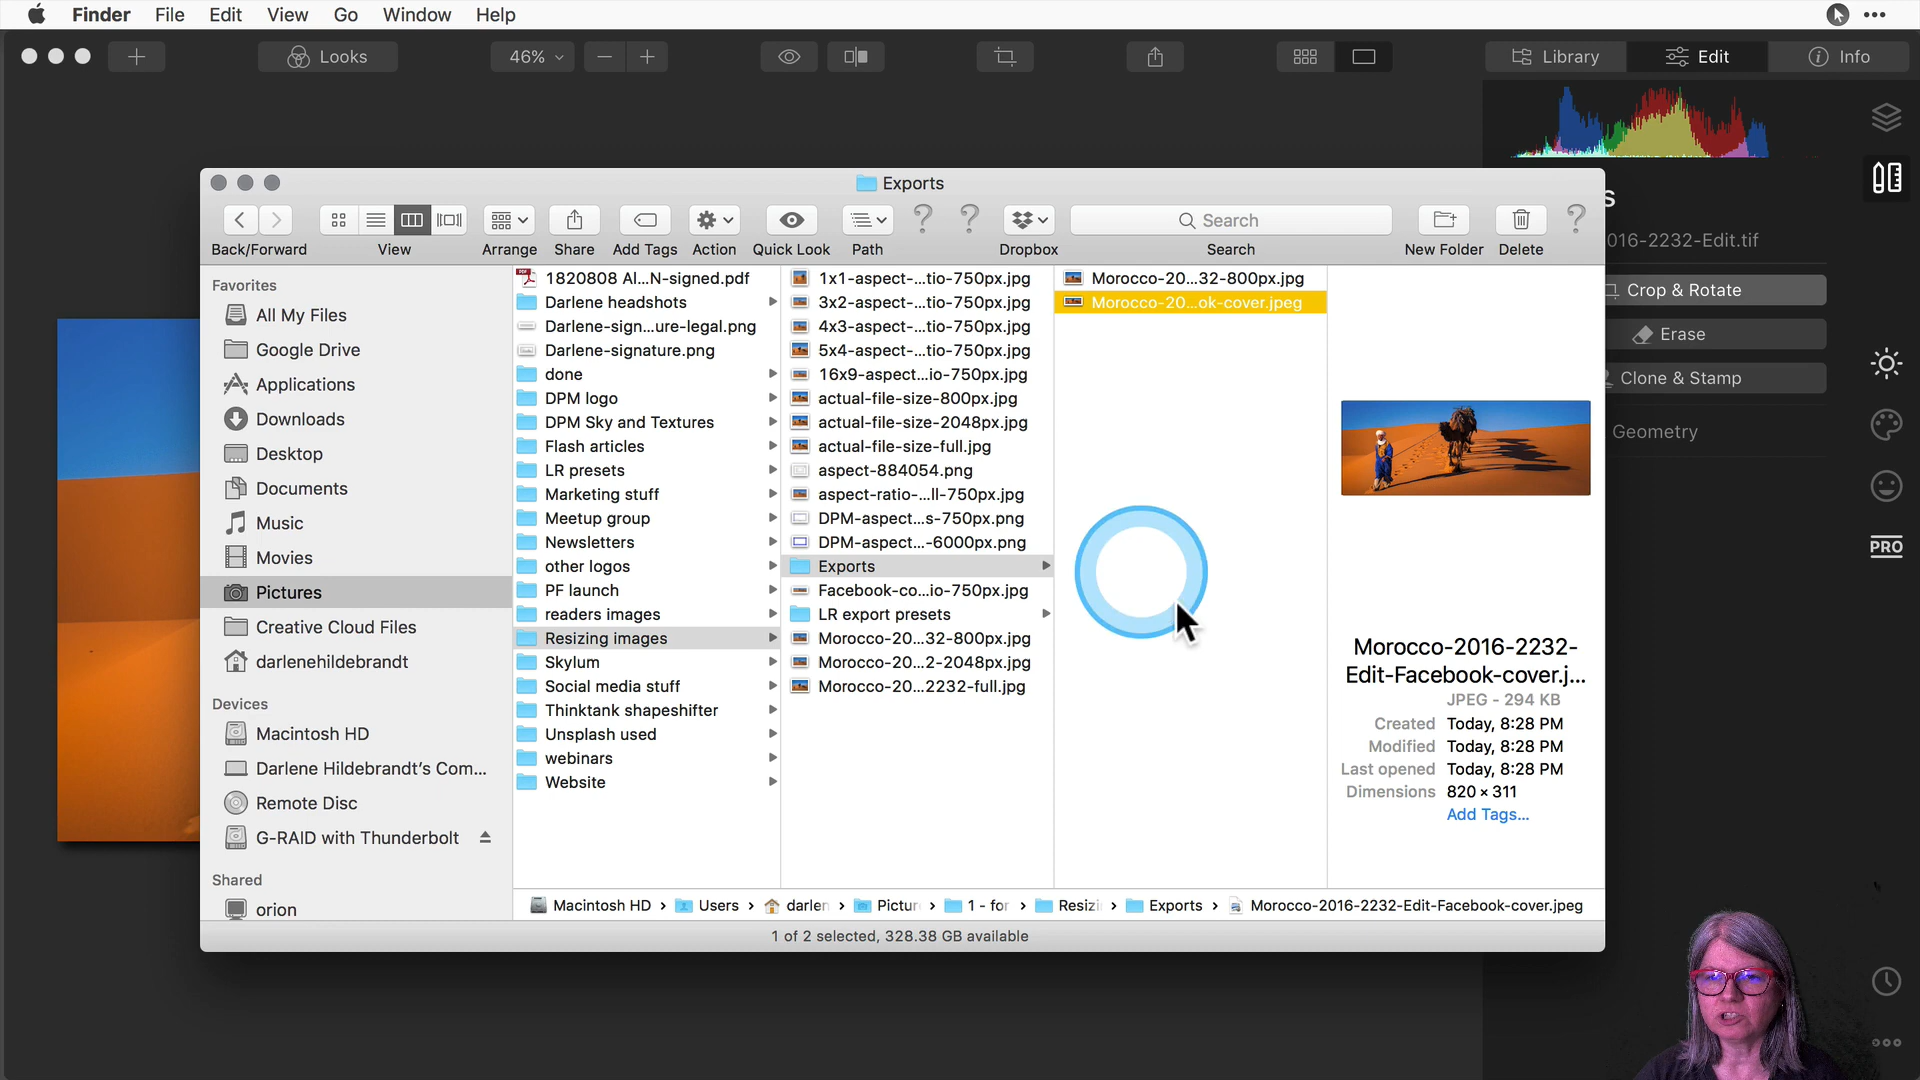 Finder File Edit View Go Window Help
Looks 46% Library Edit Info
Exports
Back/Forward View Arrange Share Add Tags Action Quick Look Path Dropbox Search New Folder Delete
Search
Favorites
All My Files
Google Drive
Applications
Downloads
Desktop
Documents
Music
Movies
Pictures
Creative Cloud Files
darlenehildebrandt
Devices
Macintosh HD
Darlene Hildebrandt's Com...
Remote Disc
G-RAID with Thunderbolt
Shared
orion
1820808 Al...N-signed.pdf
Darlene headshots
Darlene-sign...ure-legal.png
Darlene-signature.png
done
DPM logo
DPM Sky and Textures
Flash articles
LR presets
Marketing stuff
Meetup group
Newsletters
other logos
PF launch
readers images
Resizing images
Skylum
Social media stuff
Thinktank shapeshifter
Unsplash used
webinars
Website
1x1-aspect-...tio-750px.jpg
3x2-aspect-...tio-750px.jpg
4x3-aspect-...tio-750px.jpg
5x4-aspect-...tio-750px.jpg
16x9-aspect...io-750px.jpg
actual-file-size-800px.jpg
actual-file-size-2048px.jpg
actual-file-size-full.jpg
aspect-884054.png
aspect-ratio-...ll-750px.jpg
DPM-aspect...s-750px.png
DPM-aspect...-6000px.png
Exports
Facebook-co...io-750px.jpg
LR export presets
Morocco-20...32-800px.jpg
Morocco-20...2-2048px.jpg
Morocco-20...2232-full.jpg
Morocco-20...32-800px.jpg
Morocco-20...ok-cover.jpeg
Morocco-2016-2232-
Edit-Facebook-cover.j...
JPEG - 294 KB
Created Today, 8:28 PM
Modified Today, 8:28 PM
Last opened Today, 8:28 PM
Dimensions 820 × 311
Add Tags...
Macintosh HD › Users › darlen › Pictur › 1 - for › Resizi › Exports › Morocco-2016-2232-Edit-Facebook-cover.jpeg
1 of 2 selected, 328.38 GB available
s
016-2232-Edit.tif
Crop & Rotate
Erase
Clone & Stamp
Geometry
PRO